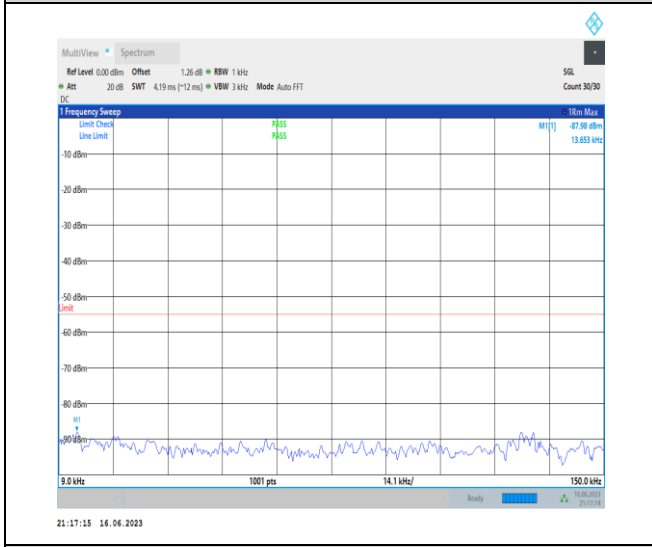 MultiView Spectrum
Ref Level 0.00 dBm Offset 1.26 dB RBW 1 kHz SGL
Att 20 dB SWT 4.19 ms (~12 ms) VBW 3 kHz Mode Auto FFT Count 30/30
DC
1 Frequency Sweep 1Rm Max
Limit Check PASS M1[1] -87.98 dBm
Line Limit PASS 13.653 kHz
-10 dBm
-20 dBm
-30 dBm
-40 dBm
-50 dBm
Limit
-60 dBm
-70 dBm
-80 dBm
M1
-90 dBm
9.0 kHz 1001 pts 14.1 kHz/ 150.0 kHz
Ready 16.06.2023
21:17:14
21:17:15 16.06.2023